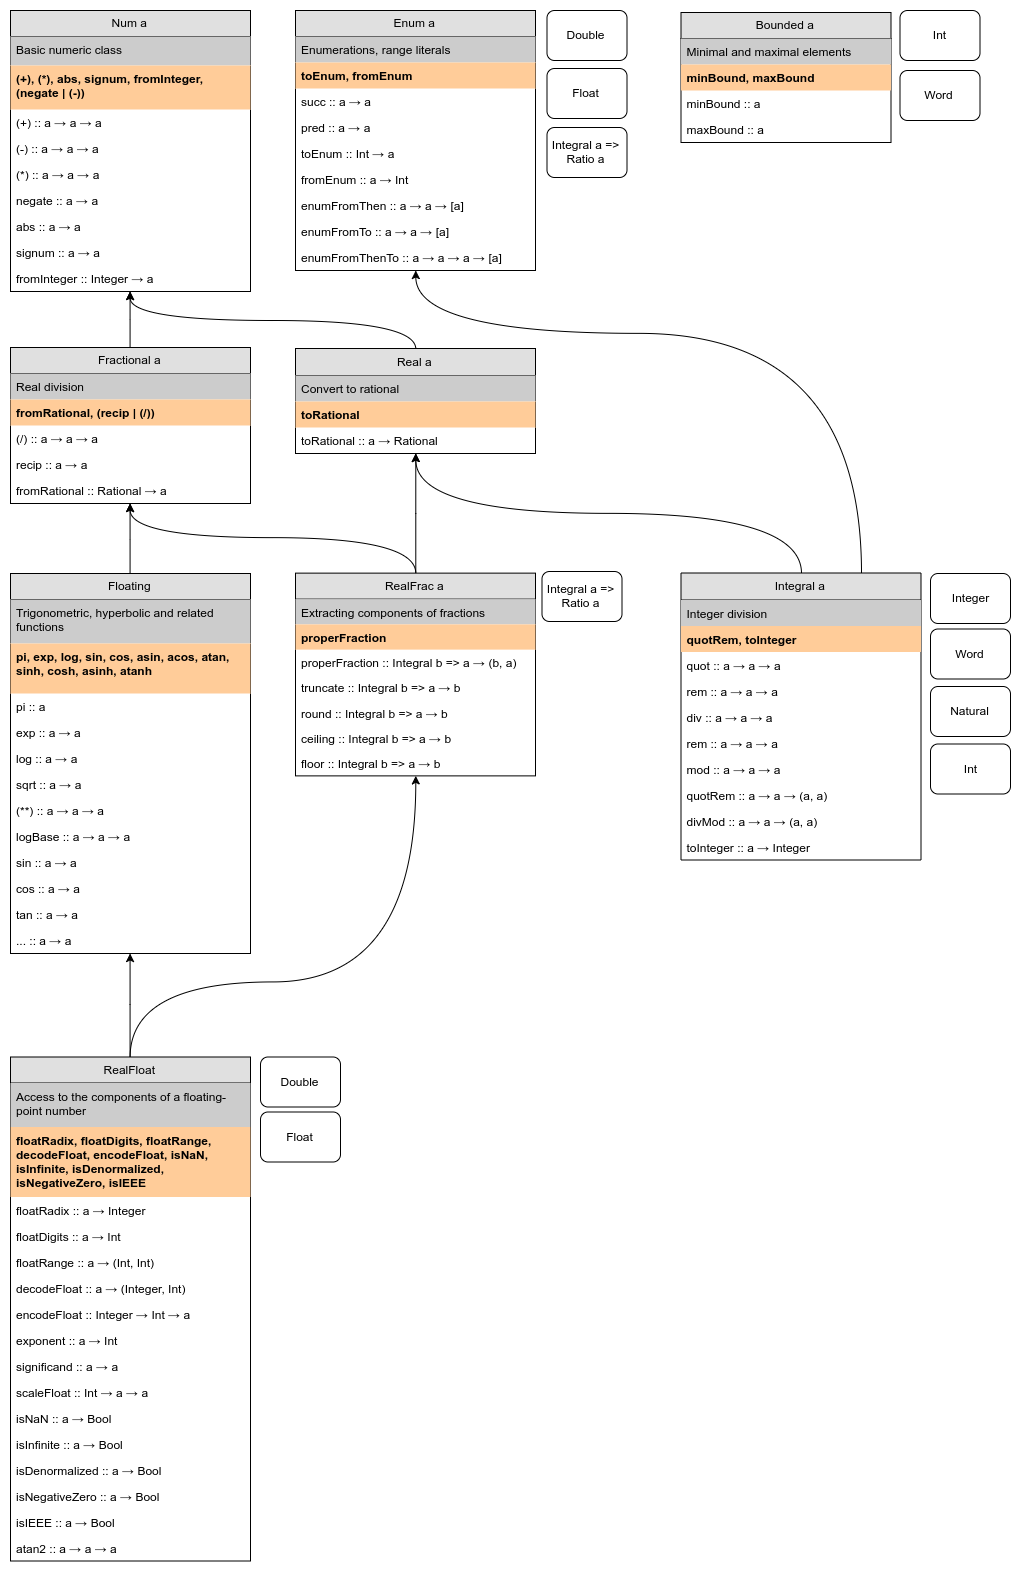 Num a
Basic numeric class
(+), (*), abs, signum, fromInteger,
(negate | (-))
(+) :: a → a → a
(-) :: a → a → a
(*) :: a → a → a
negate :: a → a
abs :: a → a
signum :: a → a
fromInteger :: Integer → a
Enum a
Enumerations, range literals
toEnum, fromEnum
succ :: a → a
pred :: a → a
toEnum :: Int → a
fromEnum :: a → Int
enumFromThen :: a → a → [a]
enumFromTo :: a → a → [a]
enumFromThenTo :: a → a → a → [a]
Double
Float
Integral a =>
Ratio a
Bounded a
Minimal and maximal elements
minBound, maxBound
minBound :: a
maxBound :: a
Int
Word
Fractional a
Real division
fromRational, (recip | (/))
(/) :: a → a → a
recip :: a → a
fromRational :: Rational → a
Real a
Convert to rational
toRational
toRational :: a → Rational
Floating
Trigonometric, hyperbolic and related
functions
pi, exp, log, sin, cos, asin, acos, atan,
sinh, cosh, asinh, atanh
pi :: a
exp :: a → a
log :: a → a
sqrt :: a → a
(**) :: a → a → a
logBase :: a → a → a
sin :: a → a
cos :: a → a
tan :: a → a
... :: a → a
RealFrac a
Extracting components of fractions
properFraction
properFraction :: Integral b => a → (b, a)
truncate :: Integral b => a → b
round :: Integral b => a → b
ceiling :: Integral b => a → b
floor :: Integral b => a → b
Integral a =>
Ratio a
Integral a
Integer division
quotRem, toInteger
quot :: a → a → a
rem :: a → a → a
div :: a → a → a
rem :: a → a → a
mod :: a → a → a
quotRem :: a → a → (a, a)
divMod :: a → a → (a, a)
toInteger :: a → Integer
Integer
Word
Natural
Int
RealFloat
Access to the components of a floating-
point number
floatRadix, floatDigits, floatRange,
decodeFloat, encodeFloat, isNaN,
isInfinite, isDenormalized,
isNegativeZero, isIEEE
floatRadix :: a → Integer
floatDigits :: a → Int
floatRange :: a → (Int, Int)
decodeFloat :: a → (Integer, Int)
encodeFloat :: Integer → Int → a
exponent :: a → Int
significand :: a → a
scaleFloat :: Int → a → a
isNaN :: a → Bool
isInfinite :: a → Bool
isDenormalized :: a → Bool
isNegativeZero :: a → Bool
isIEEE :: a → Bool
atan2 :: a → a → a
Double
Float